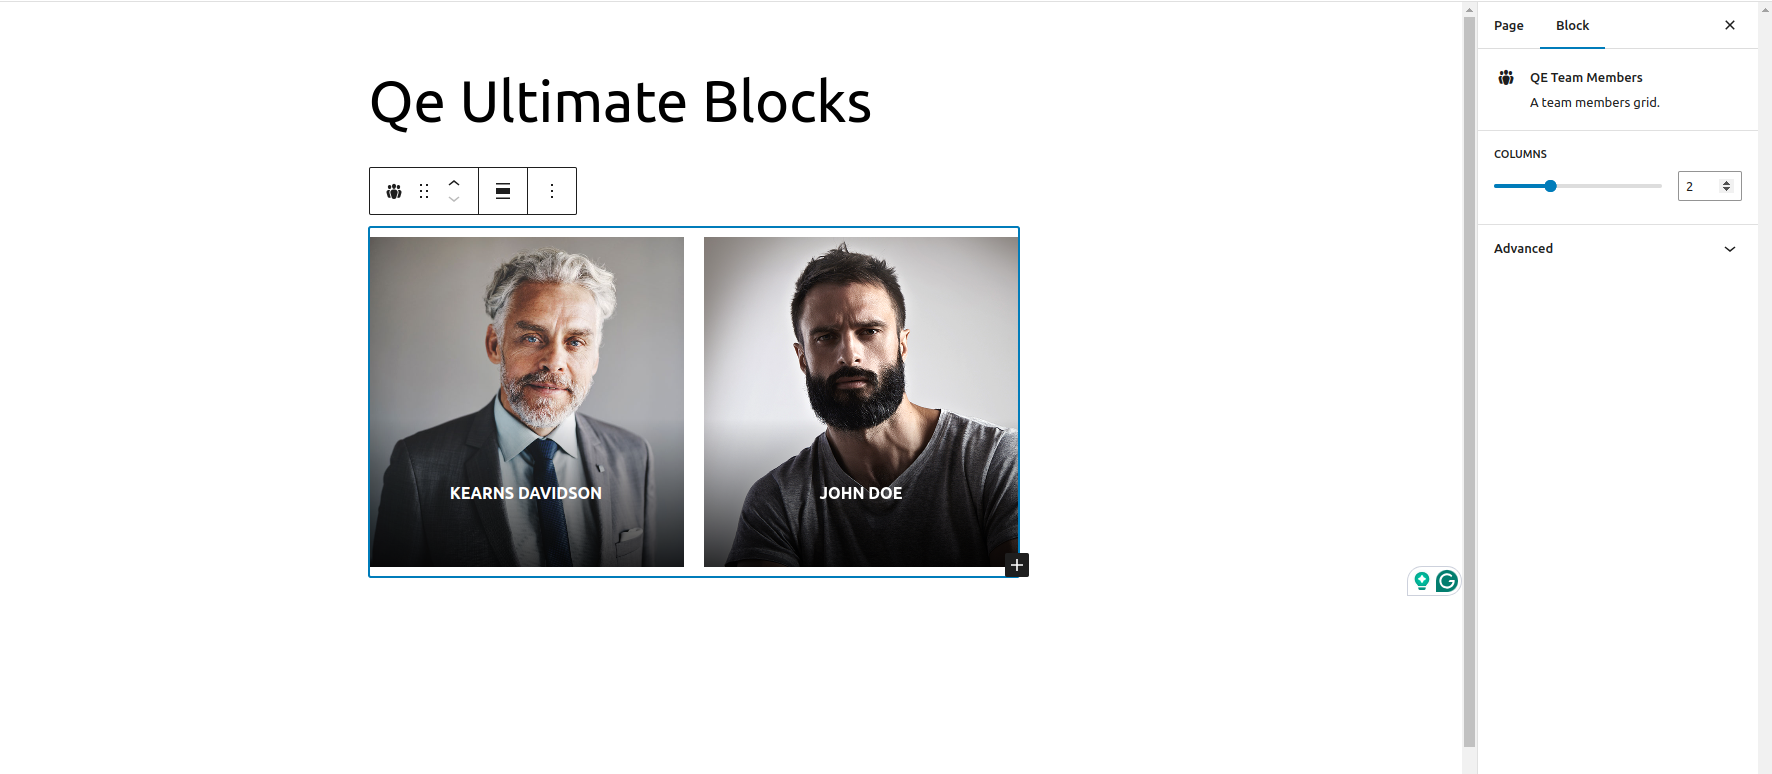 Qe Ultimate Blocks
KEARNS DAVIDSON
JOHN DOE
Page
Block
QE Team Members
A team members grid.
COLUMNS
2
Advanced